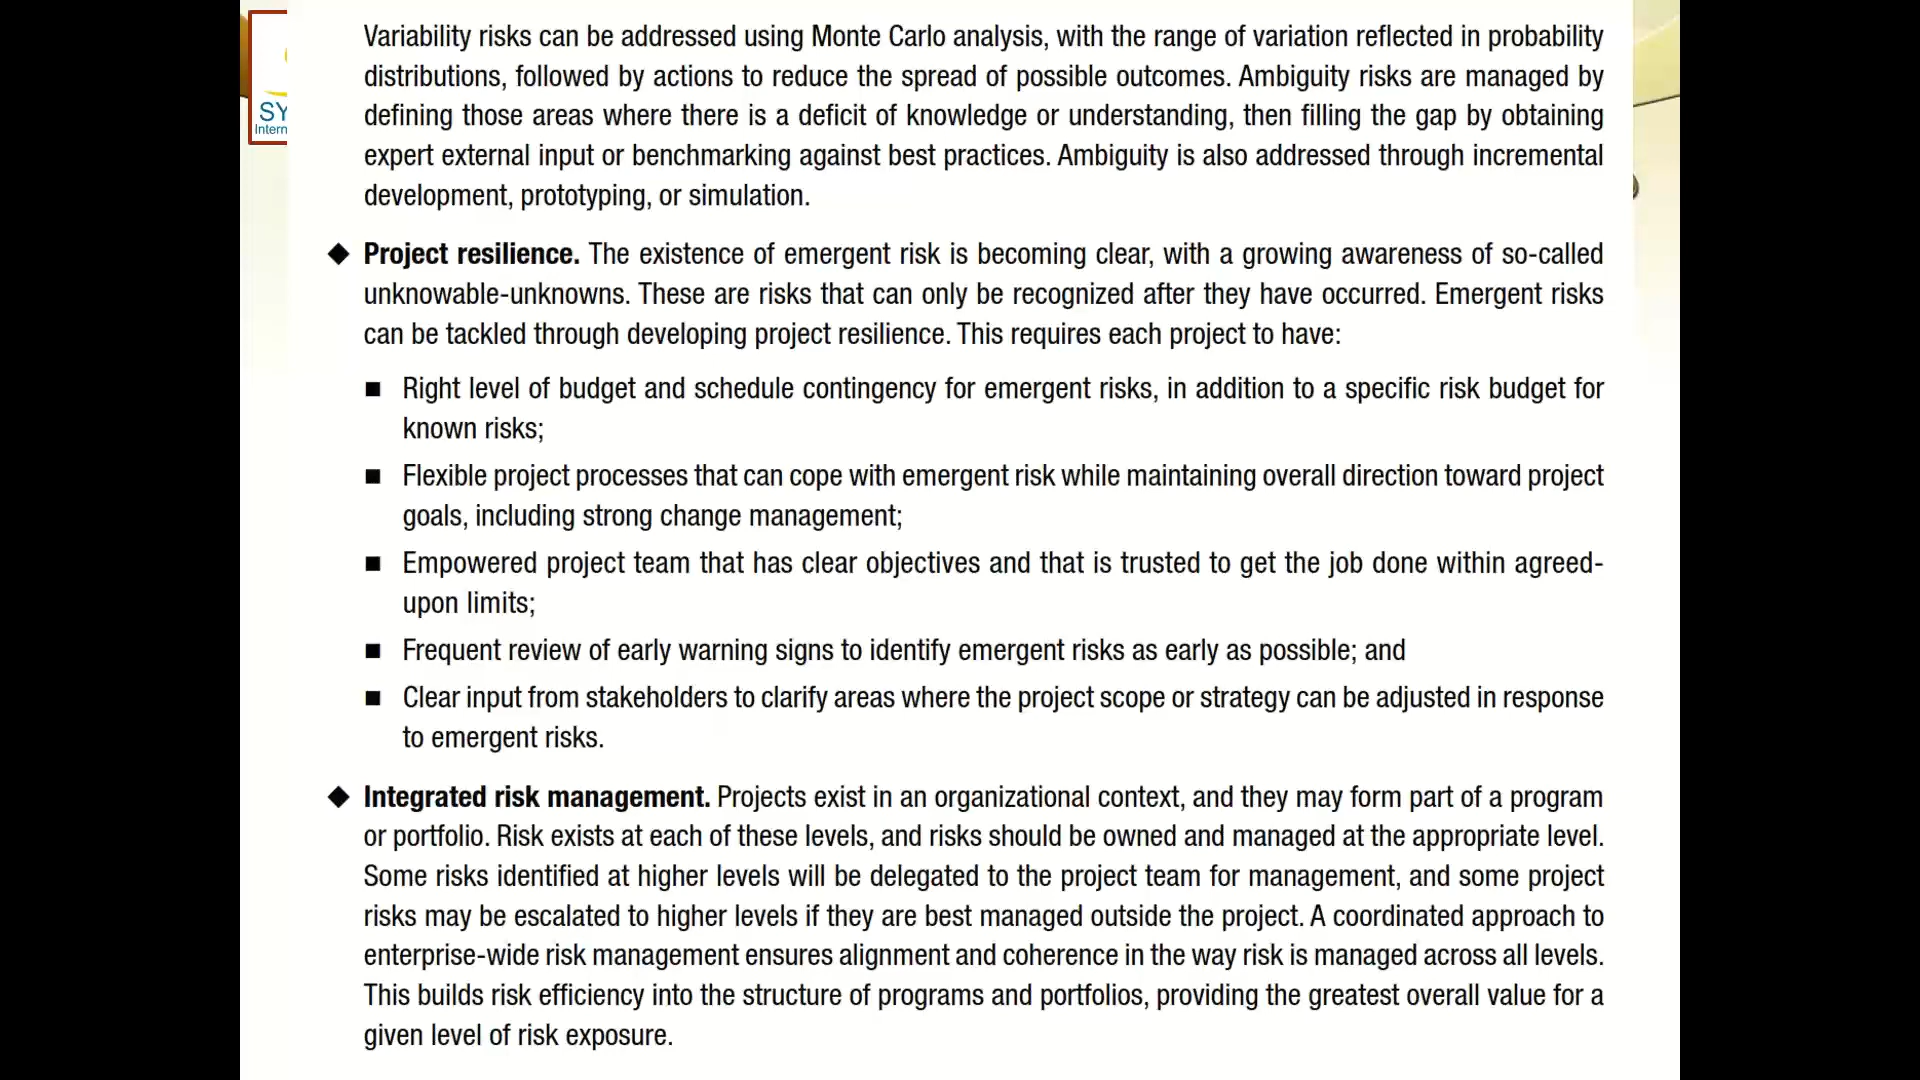 Variability risks can be addressed using Monte Carlo analysis, with the range of variation reflected in probability
distributions, followed by actions to reduce the spread of possible outcomes. Ambiguity risks are managed by
defining those areas where there is a deficit of knowledge or understanding, then filling the gap by obtaining
expert external input or benchmarking against best practices. Ambiguity is also addressed through incremental
development, prototyping, or simulation.
◆ Project resilience. The existence of emergent risk is becoming clear, with a growing awareness of so-called
unknowable-unknowns. These are risks that can only be recognized after they have occurred. Emergent risks
can be tackled through developing project resilience. This requires each project to have:
■ Right level of budget and schedule contingency for emergent risks, in addition to a specific risk budget for
known risks;
■ Flexible project processes that can cope with emergent risk while maintaining overall direction toward project
goals, including strong change management;
■ Empowered project team that has clear objectives and that is trusted to get the job done within agreed-
upon limits;
■ Frequent review of early warning signs to identify emergent risks as early as possible; and
■ Clear input from stakeholders to clarify areas where the project scope or strategy can be adjusted in response
to emergent risks.
◆ Integrated risk management. Projects exist in an organizational context, and they may form part of a program
or portfolio. Risk exists at each of these levels, and risks should be owned and managed at the appropriate level.
Some risks identified at higher levels will be delegated to the project team for management, and some project
risks may be escalated to higher levels if they are best managed outside the project. A coordinated approach to
enterprise-wide risk management ensures alignment and coherence in the way risk is managed across all levels.
This builds risk efficiency into the structure of programs and portfolios, providing the greatest overall value for a
given level of risk exposure.
SY
Intern